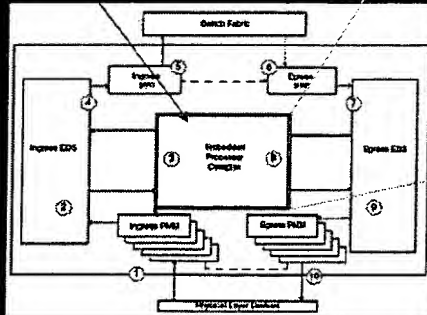 Switch Fabric
5
6
Ingress
Egress
4
7
Ingress EDS
Embedded
Processor
Complex
Egress EDS
3
8
2
9
Ingress PMM
Egress PMM
1
10
Physical Layer Devices